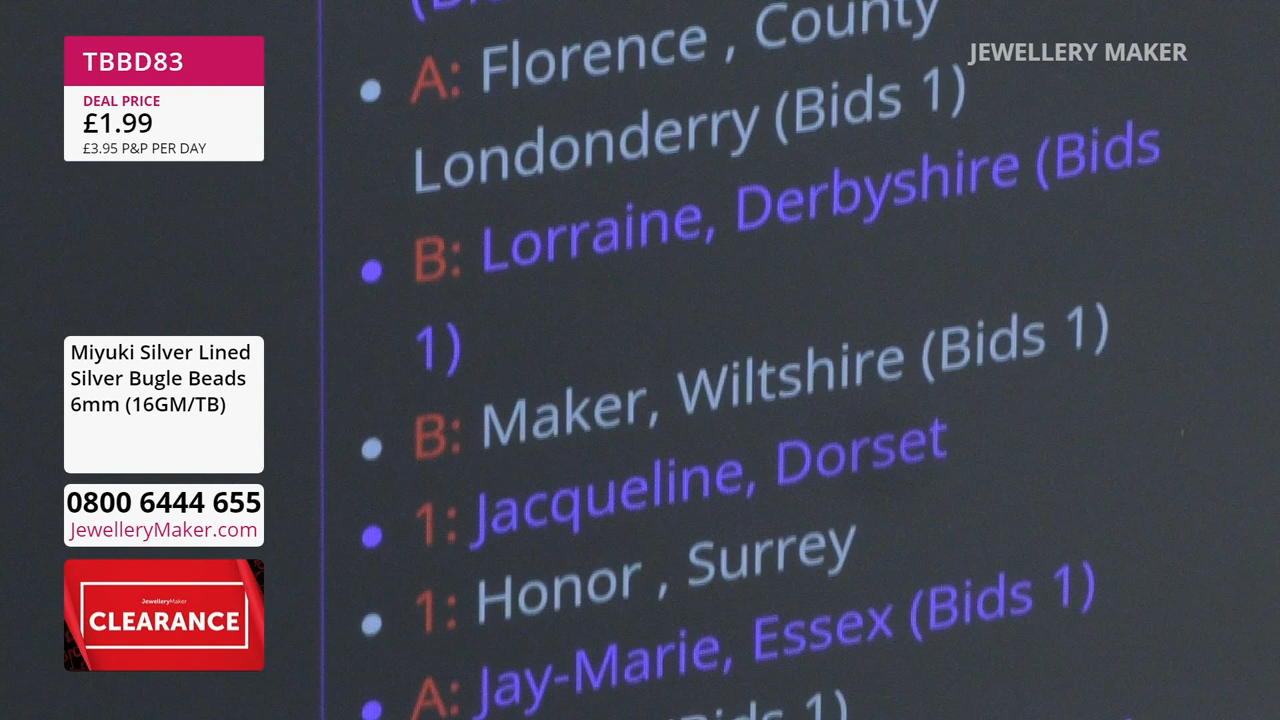 TBBD83
DEAL PRICE
£1.99
£3.95 P&P PER DAY
Miyuki Silver Lined
Silver Bugle Beads
6mm (16GM/TB)
0800 6444 655
JewelleryMaker.com
JewelleryMaker
CLEARANCE
JEWELLERY MAKER
A: Florence , County
Londonderry (Bids 1)
B: Lorraine, Derbyshire (Bids
1)
B: Maker, Wiltshire (Bids 1)
1: Jacqueline, Dorset
1: Honor , Surrey
A: Jay-Marie, Essex (Bids 1)
(Bids 1)